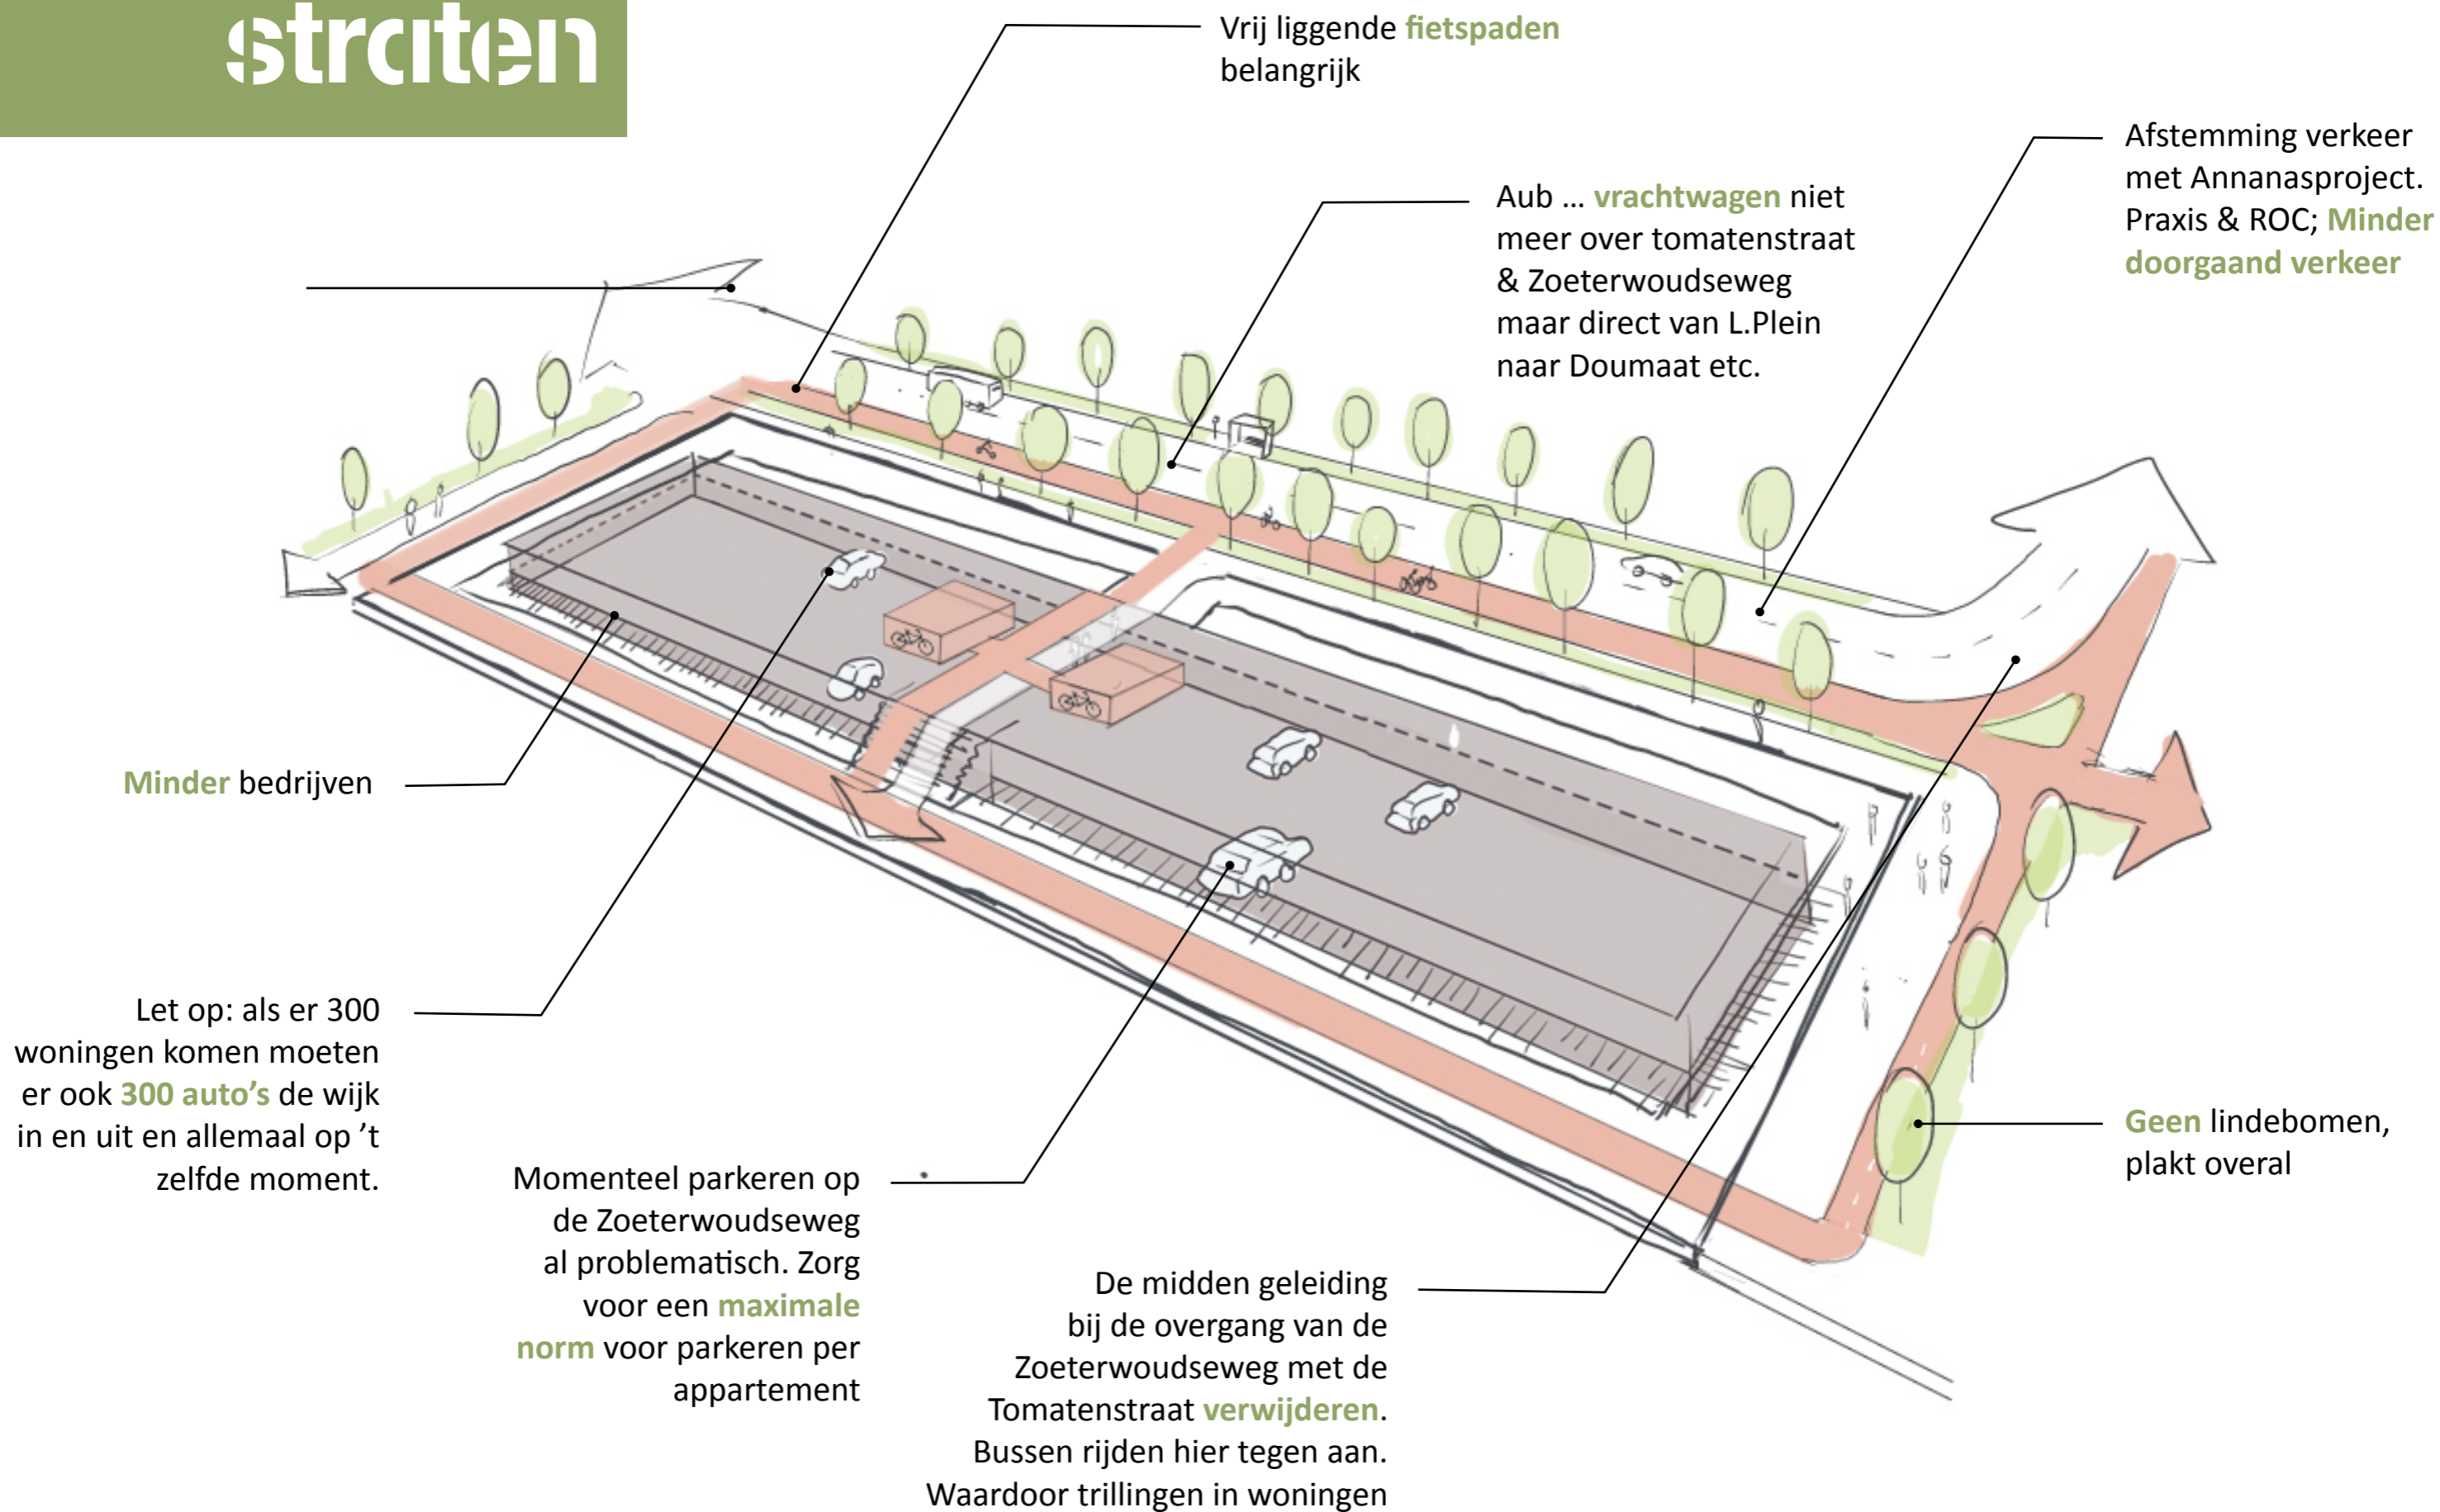 straten
Vrij liggende fietspaden
belangrijk
Afstemming verkeer
met Annanasproject.
Praxis & ROC; Minder
doorgaand verkeer
Aub ... vrachtwagen niet
meer over tomatenstraat
& Zoeterwoudseweg
maar direct van L.Plein
naar Doumaat etc.
Minder bedrijven
Let op: als er 300
woningen komen moeten
er ook 300 auto’s de wijk
in en uit en allemaal op ’t
zelfde moment.
Momenteel parkeren op
de Zoeterwoudseweg
al problematisch. Zorg
voor een maximale
norm voor parkeren per
appartement
De midden geleiding
bij de overgang van de
Zoeterwoudseweg met de
Tomatenstraat verwijderen.
Bussen rijden hier tegen aan.
Waardoor trillingen in woningen
Geen lindebomen,
plakt overal